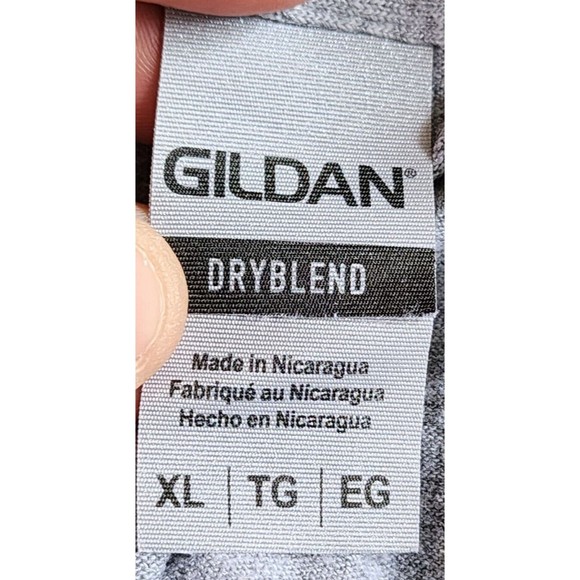 GILDAN®
DRYBLEND
Made in Nicaragua
Fabriqué au Nicaragua
Hecho en Nicaragua
XL | TG | EG